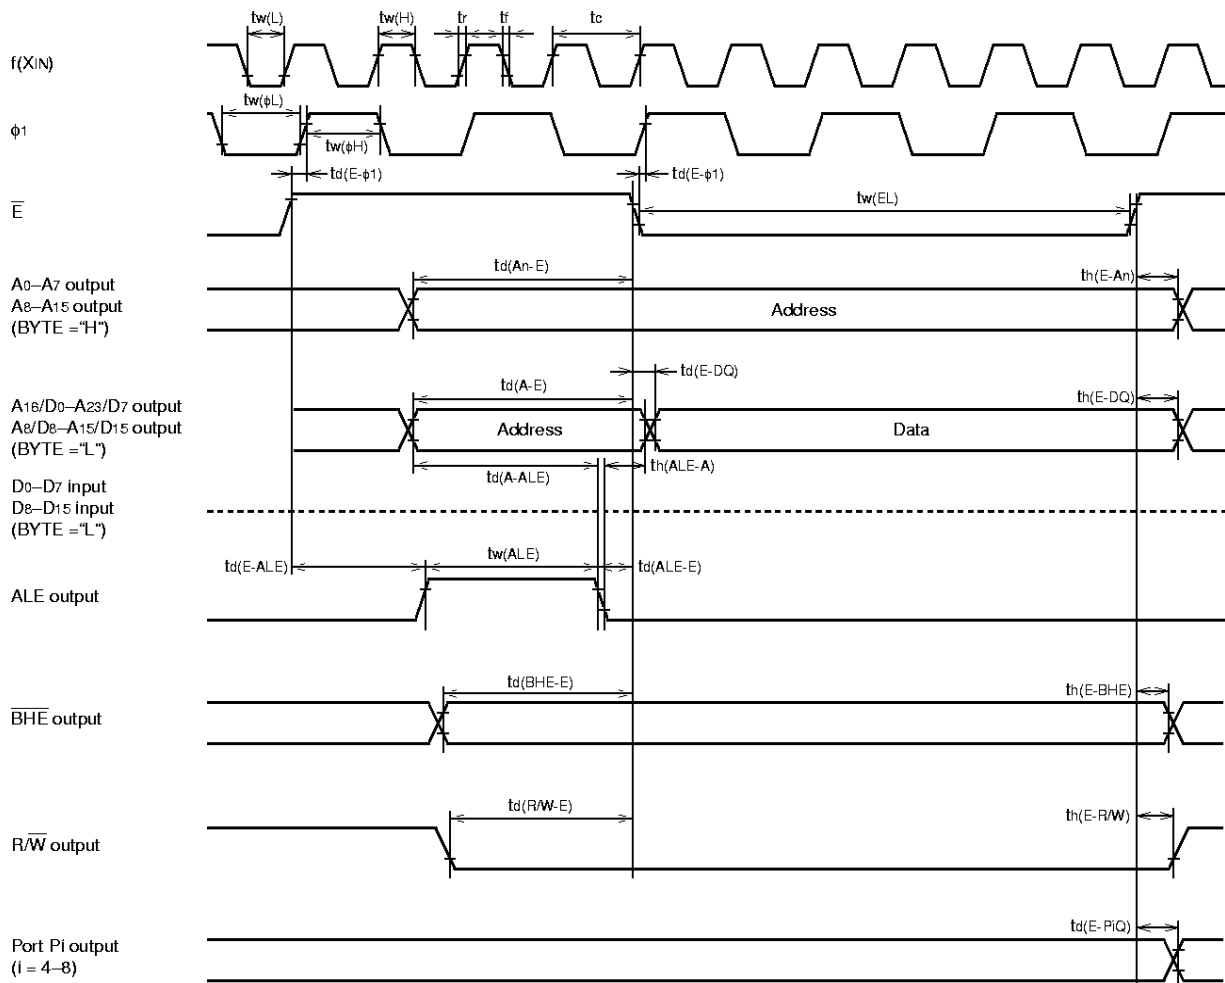 tw(L) tw(H) tr tf tc
f(XIN)
tw(ϕL)
ϕ1
tw(ϕH)
td(E-ϕ1) td(E-ϕ1)
E̅ tw(EL)
td(An-E) th(E-An)
A0–A7 output
A8–A15 output Address
(BYTE ="H")
td(E-DQ)
td(A-E) th(E-DQ)
A16/D0–A23/D7 output
A8/D8–A15/D15 output Address Data
(BYTE ="L")
td(A-ALE) th(ALE-A)
D0–D7 input
D8–D15 input
(BYTE ="L")
tw(ALE)
td(E-ALE) td(ALE-E)
ALE output
td(BHE-E) th(E-BHE)
B̅H̅E̅ output
td(R/W-E) th(E-R/W)
R/W̅ output
td(E-PiQ)
Port Pi output
(i = 4–8)